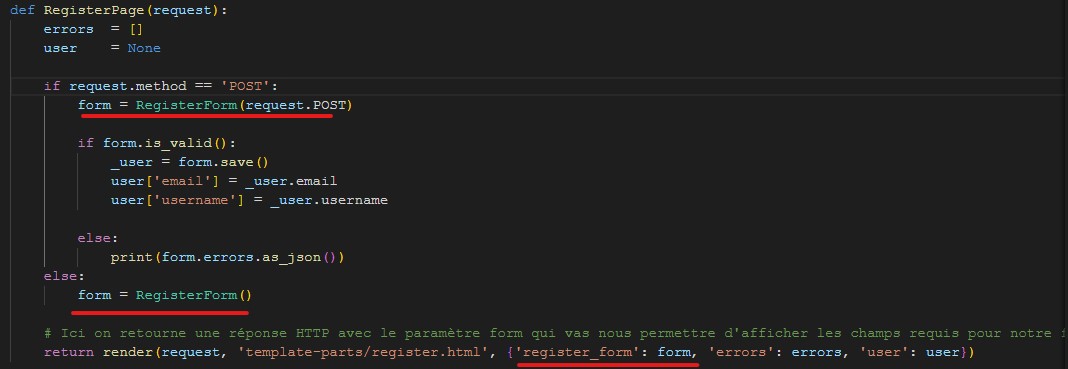 def RegisterPage(request):
    errors  = []
    user    = None
    if request.method == 'POST':
        form = RegisterForm(request.POST)
        if form.is_valid():
            _user = form.save()
            user['email'] = _user.email
            user['username'] = _user.username
        else:
            print(form.errors.as_json())
    else:
        form = RegisterForm()
    # Ici on retourne une réponse HTTP avec le paramètre form qui vas nous permettre d'afficher les champs requis pour notre f
    return render(request, 'template-parts/register.html', {'register_form': form, 'errors': errors, 'user': user})